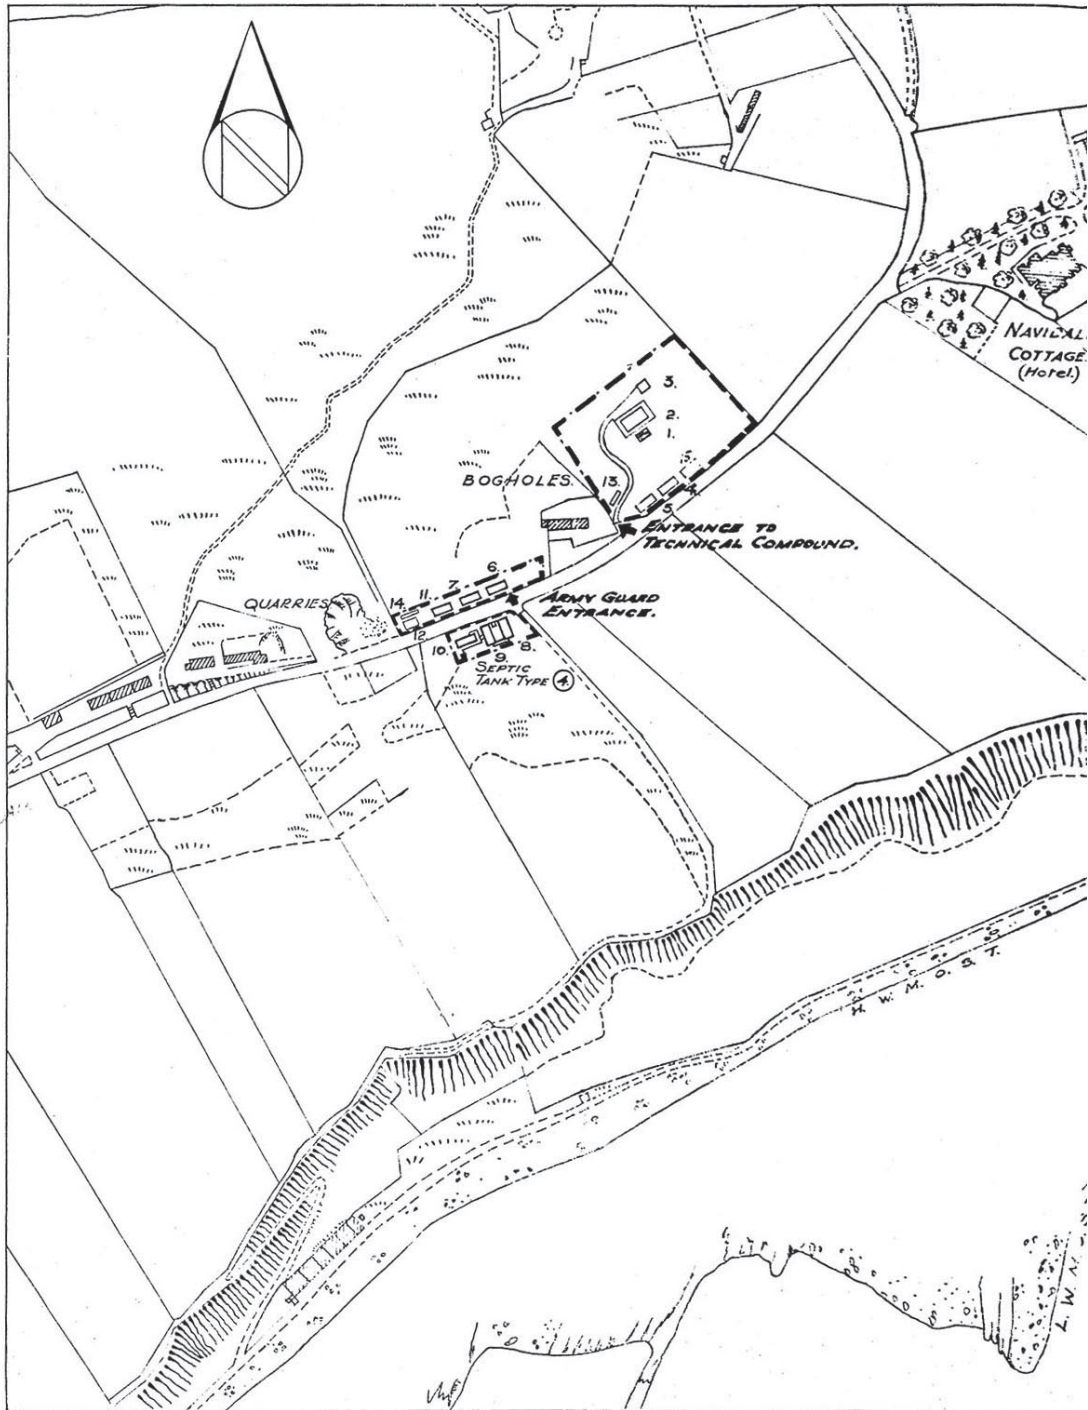 N
NAVIDALE
COTTAGE
(Hotel)
3.
2.
1.
5.
BOGHOLES.
13.
4.
5.
ENTRANCE TO
TECHNICAL COMPOUND.
6.
7.
11.
14.
ARMY GUARD
ENTRANCE.
QUARRIES
12
10.
8.
9.
SEPTIC
TANK TYPE 4.
H. W. M. O. S. T.